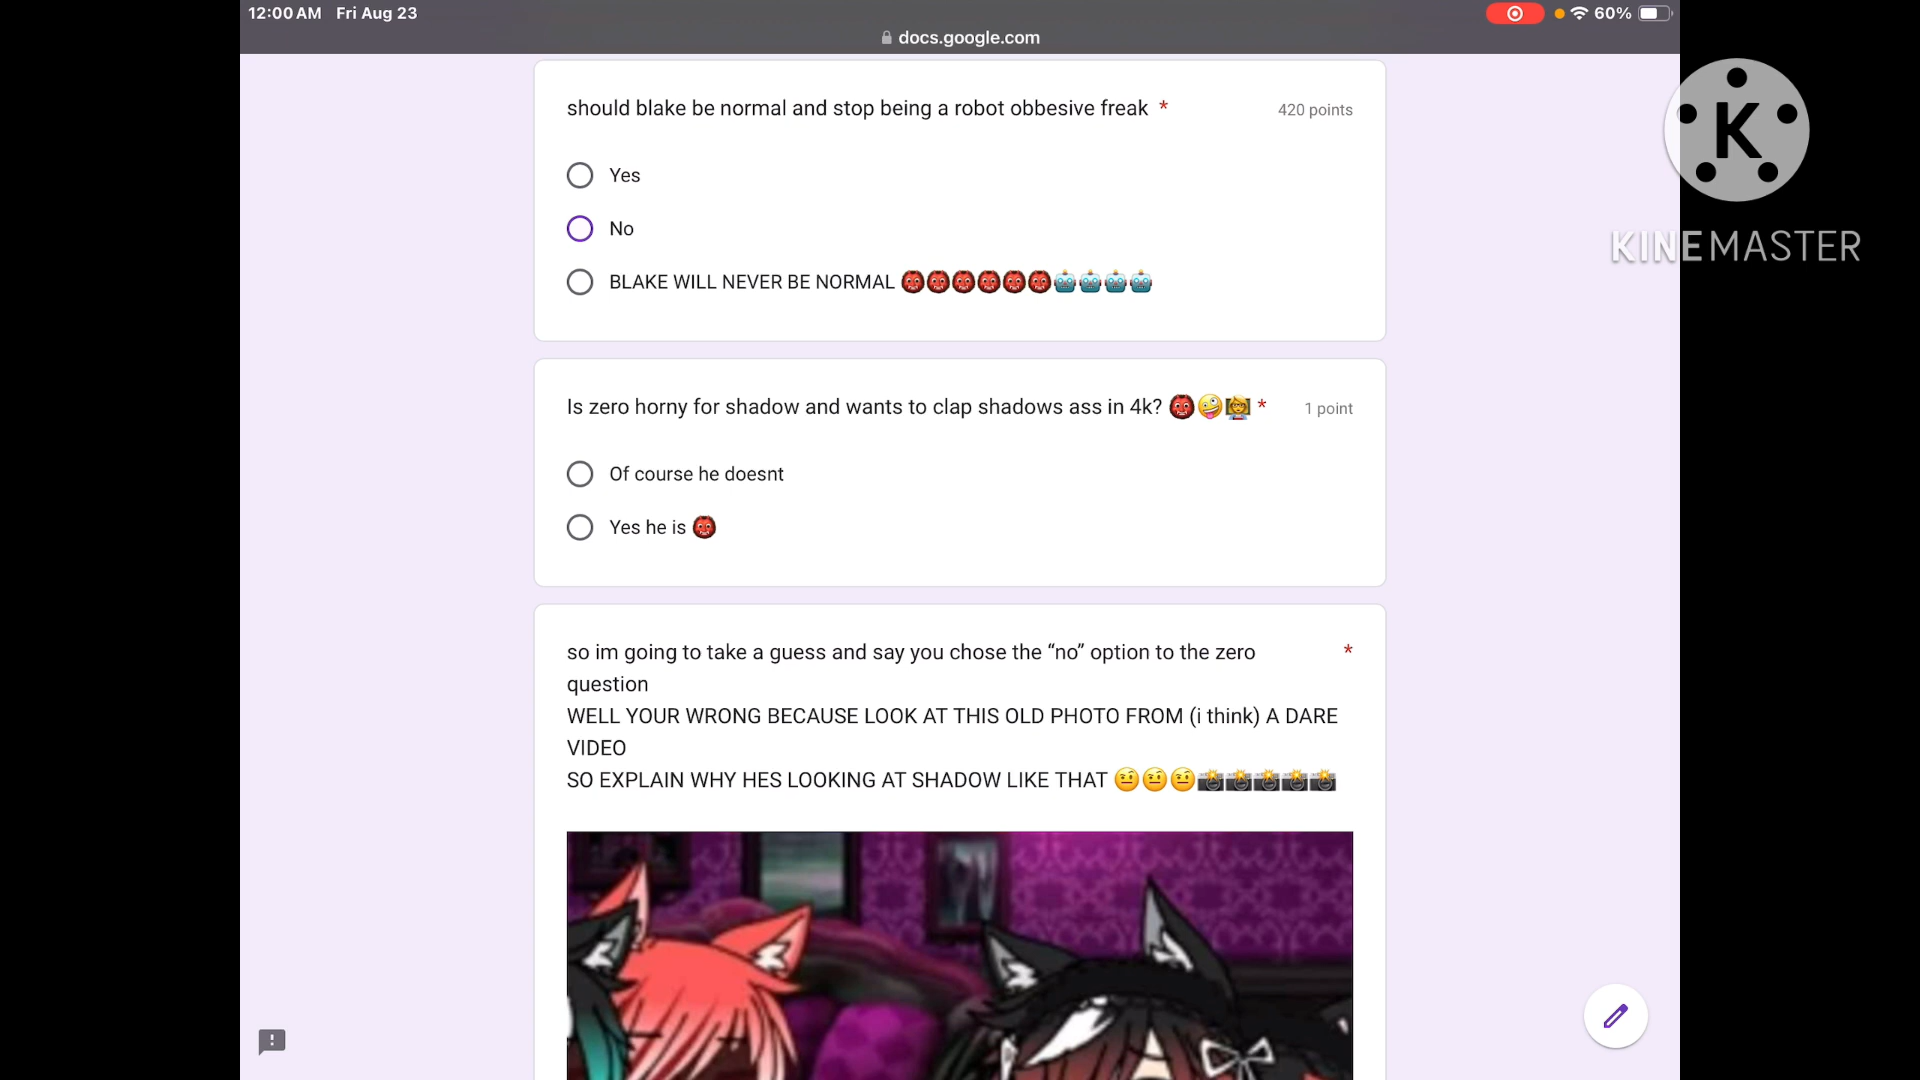 12:00 AM Fri Aug 23
60%
docs.google.com
should blake be normal and stop being a robot obbesive freak *
420 points
Yes
No
BLAKE WILL NEVER BE NORMAL 👹👹👹👹👹👹🤖🤖🤖🤖
Is zero horny for shadow and wants to clap shadows ass in 4k? 👹🤪👩‍🏫 *
1 point
Of course he doesnt
Yes he is 👹
so im going to take a guess and say you chose the “no” option to the zero *
question
WELL YOUR WRONG BECAUSE LOOK AT THIS OLD PHOTO FROM (i think) A DARE
VIDEO
SO EXPLAIN WHY HES LOOKING AT SHADOW LIKE THAT 🤨🤨🤨📸📸📸📸📸
K
KINEMASTER